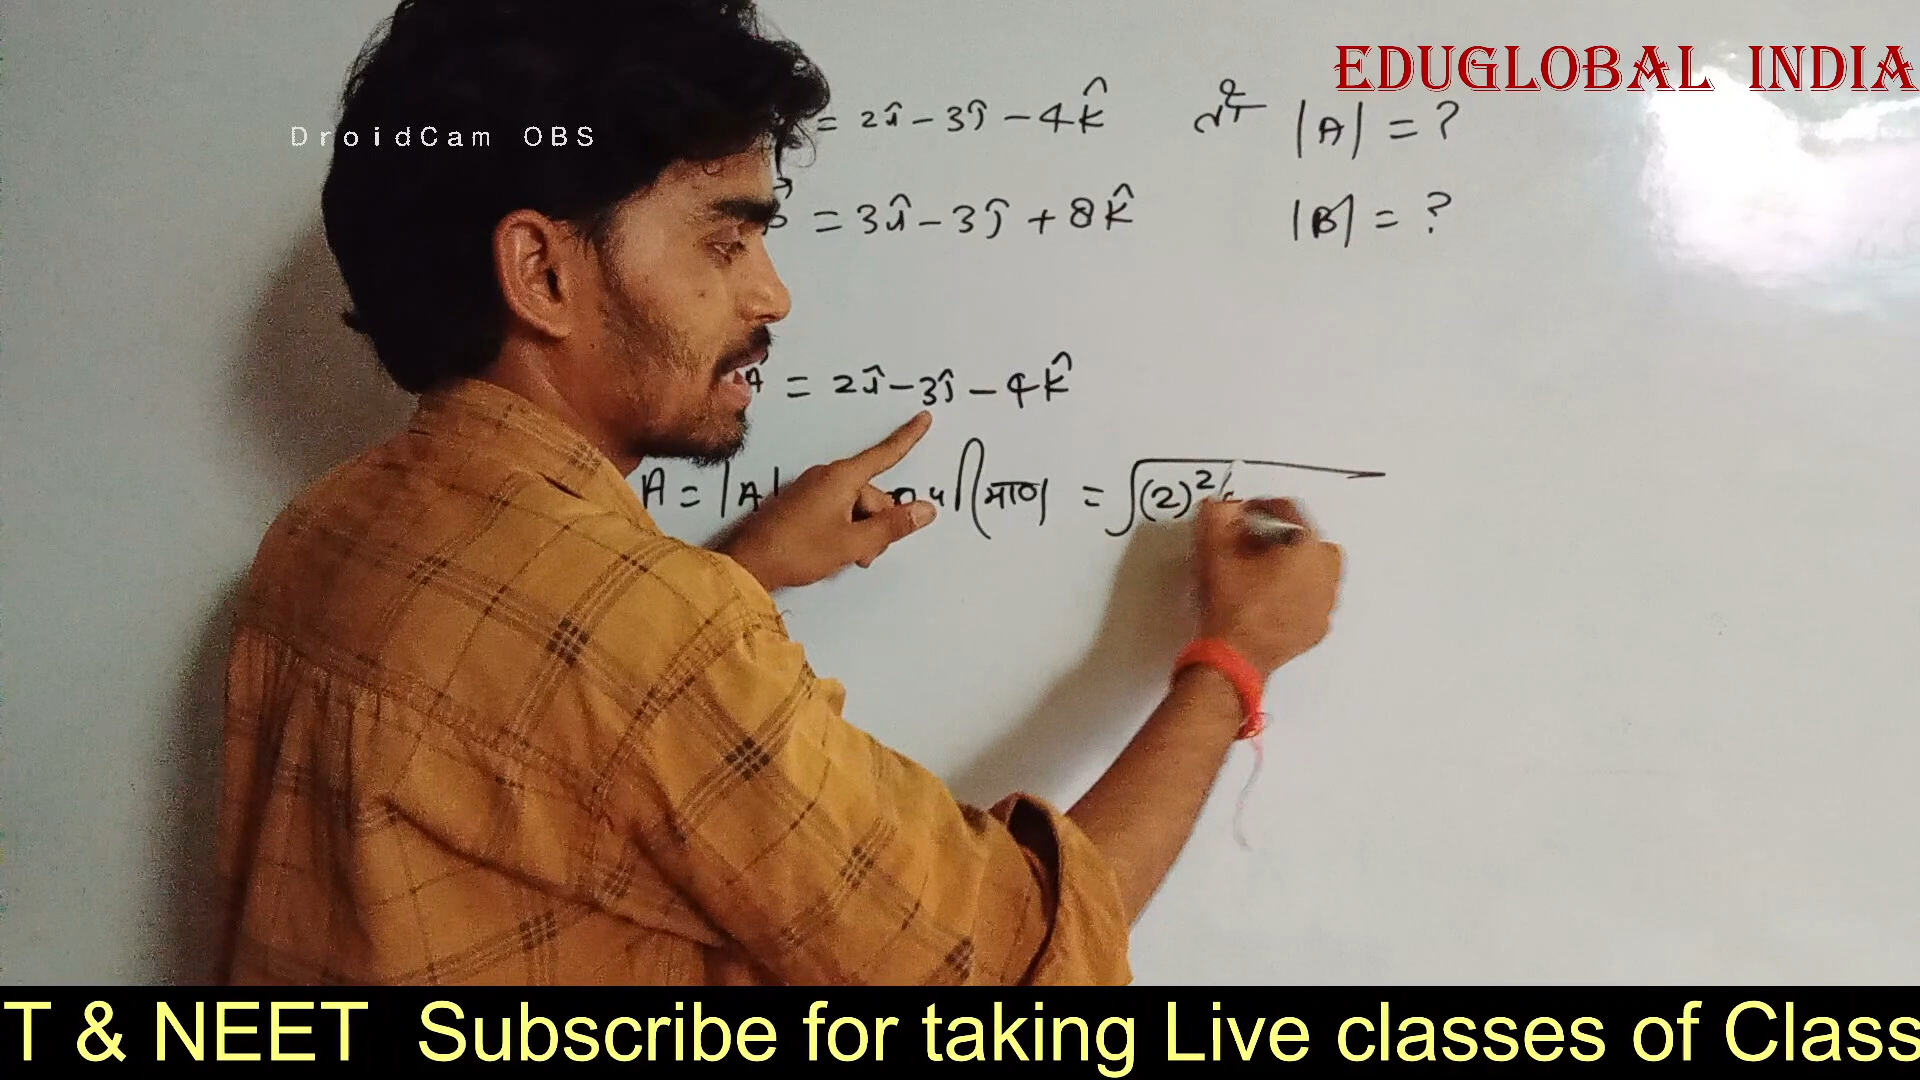 EDUGLOBAL INDIA
DroidCam OBS
= 2î - 3ĵ - 4k̂ तो |A| = ?
= 3î - 3ĵ + 8k̂ |B| = ?
A = 2î - 3ĵ - 4k̂
A = |A| परिमाण = √(2)²
T & NEET Subscribe for taking Live classes of Class